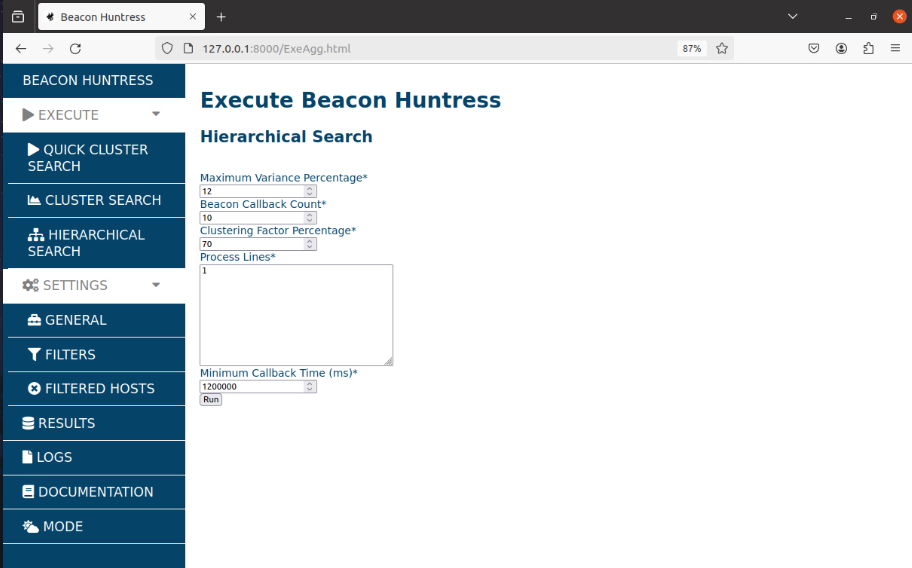 Beacon Huntress
127.0.0.1:8000/ExeAgg.html
87%
BEACON HUNTRESS
EXECUTE
QUICK CLUSTER
SEARCH
CLUSTER SEARCH
HIERARCHICAL
SEARCH
SETTINGS
GENERAL
FILTERS
FILTERED HOSTS
RESULTS
LOGS
DOCUMENTATION
MODE
Execute Beacon Huntress
Hierarchical Search
Maximum Variance Percentage*
12
Beacon Callback Count*
10
Clustering Factor Percentage*
70
Process Lines*
1
Minimum Callback Time (ms)*
1200000
Run